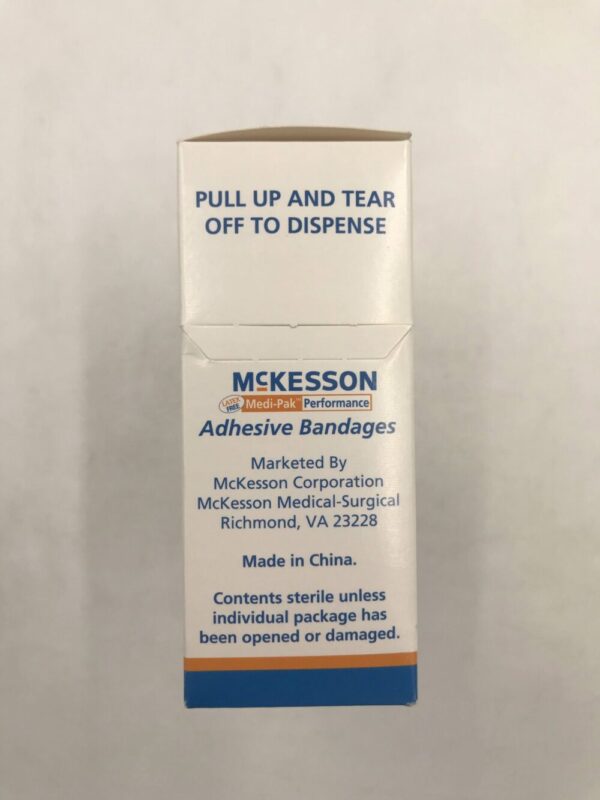 PULL UP AND TEAR
OFF TO DISPENSE
McKESSON
LATEX FREE Medi-Pak™ Performance
Adhesive Bandages
Marketed By
McKesson Corporation
McKesson Medical-Surgical
Richmond, VA 23228
Made in China.
Contents sterile unless
individual package has
been opened or damaged.